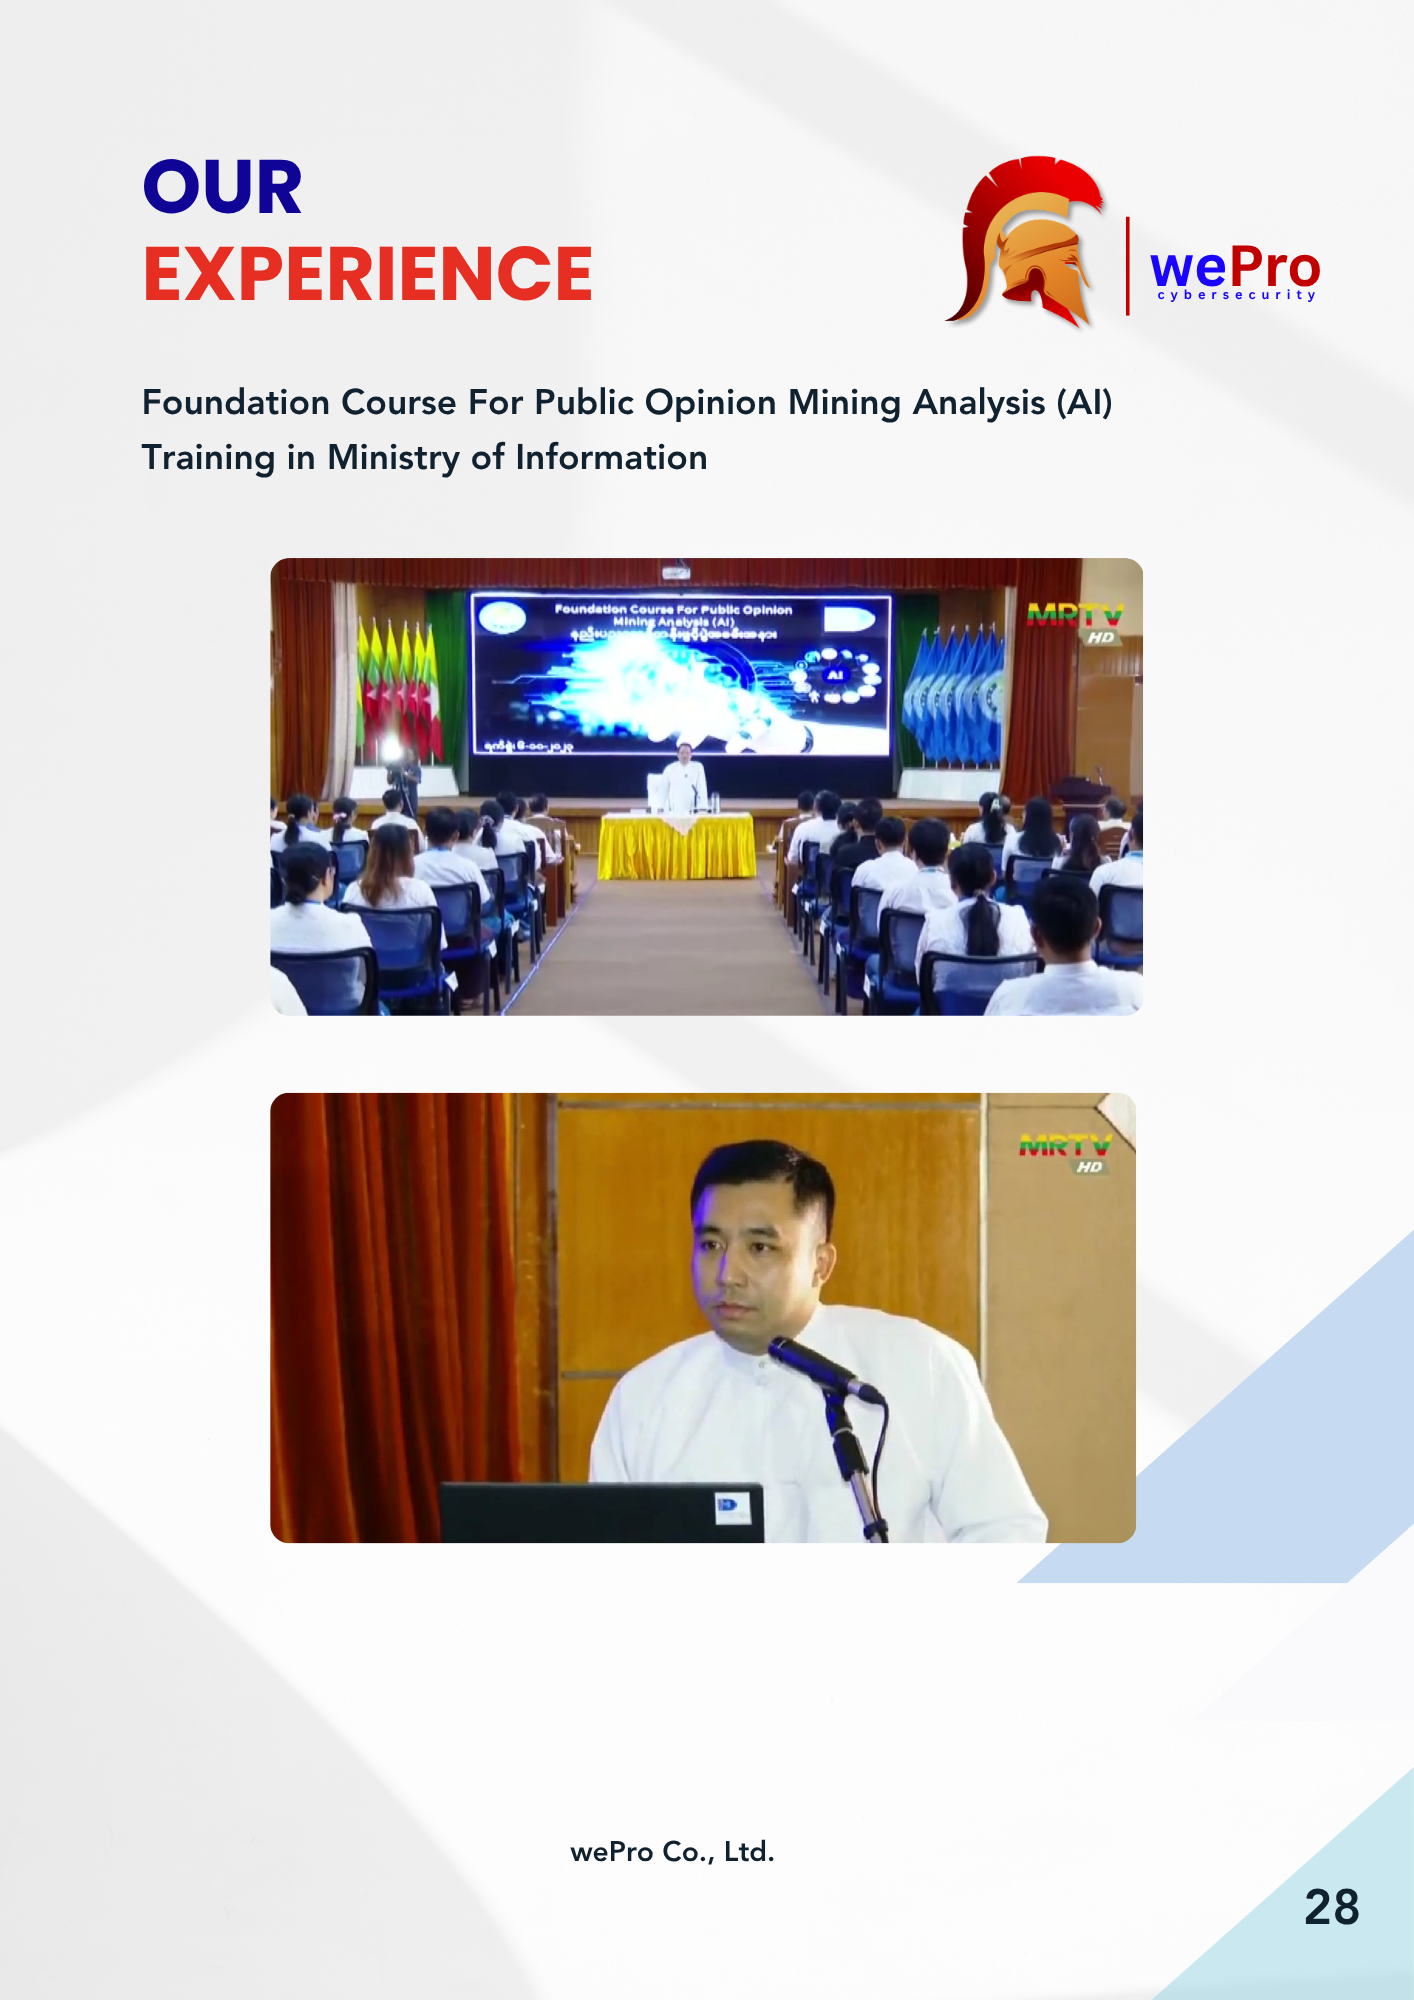 OUR
EXPERIENCE
wePro
cybersecurity
Foundation Course For Public Opinion Mining Analysis (AI)
Training in Ministry of Information
Foundation Course For Public Opinion
Mining Analysis (AI)
AI
MRTV
HD
MRTV
HD
wePro Co., Ltd.
28